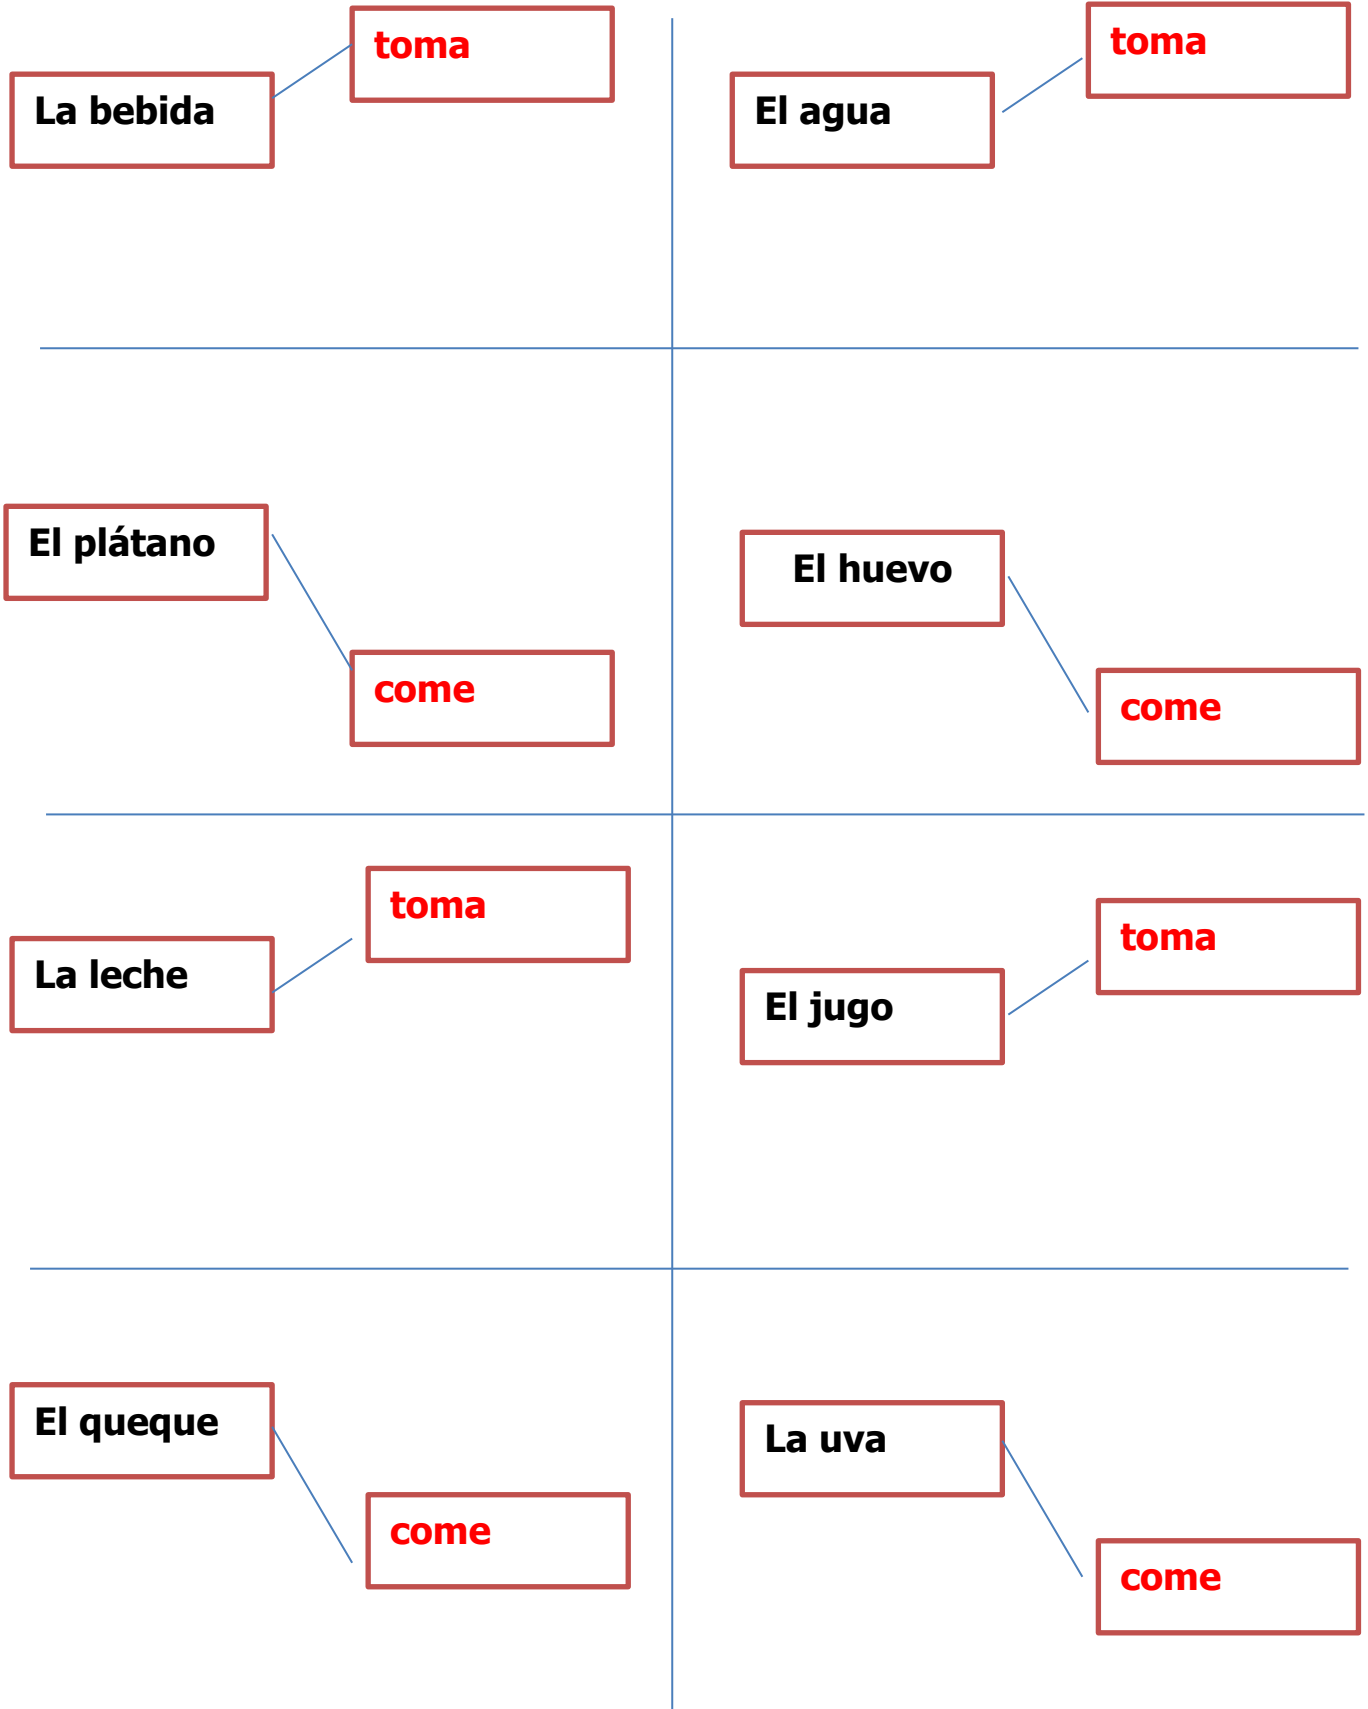 La bebida
toma
El agua
toma
El plátano
come
El huevo
come
La leche
toma
El jugo
toma
El queque
come
La uva
come